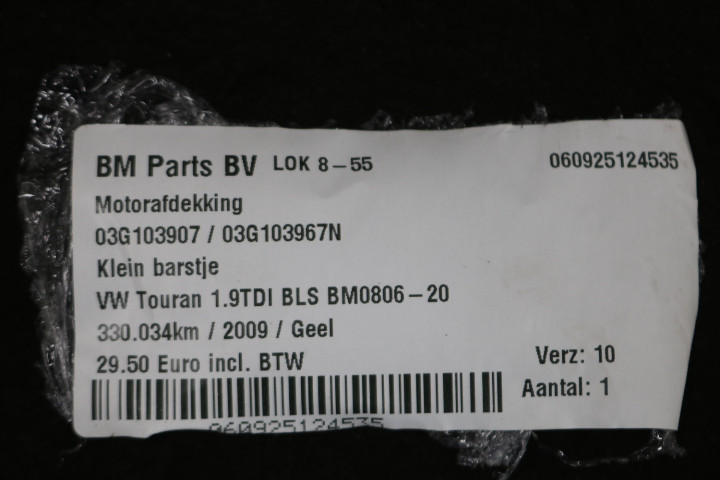 BM Parts BV LOK 8-55 060925124535
Motorafdekking
03G103907 / 03G103967N
Klein barstje
VW Touran 1.9TDI BLS BM0806-20
330.034km / 2009 / Geel
29.50 Euro incl. BTW Verz: 10
Aantal: 1
060925124535